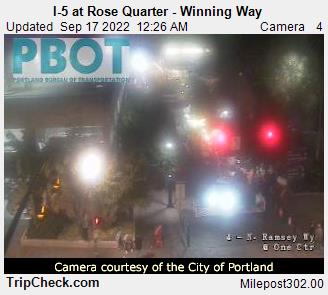 I-5 at Rose Quarter - Winning Way
Updated Sep 17 2022 12:26 AM Camera 4
PBOT
PORTLAND BUREAU OF TRANSPORTATION
N. Ramsey Wy
@ One Ctr
Camera courtesy of the City of Portland
TripCheck.com Milepost302.00